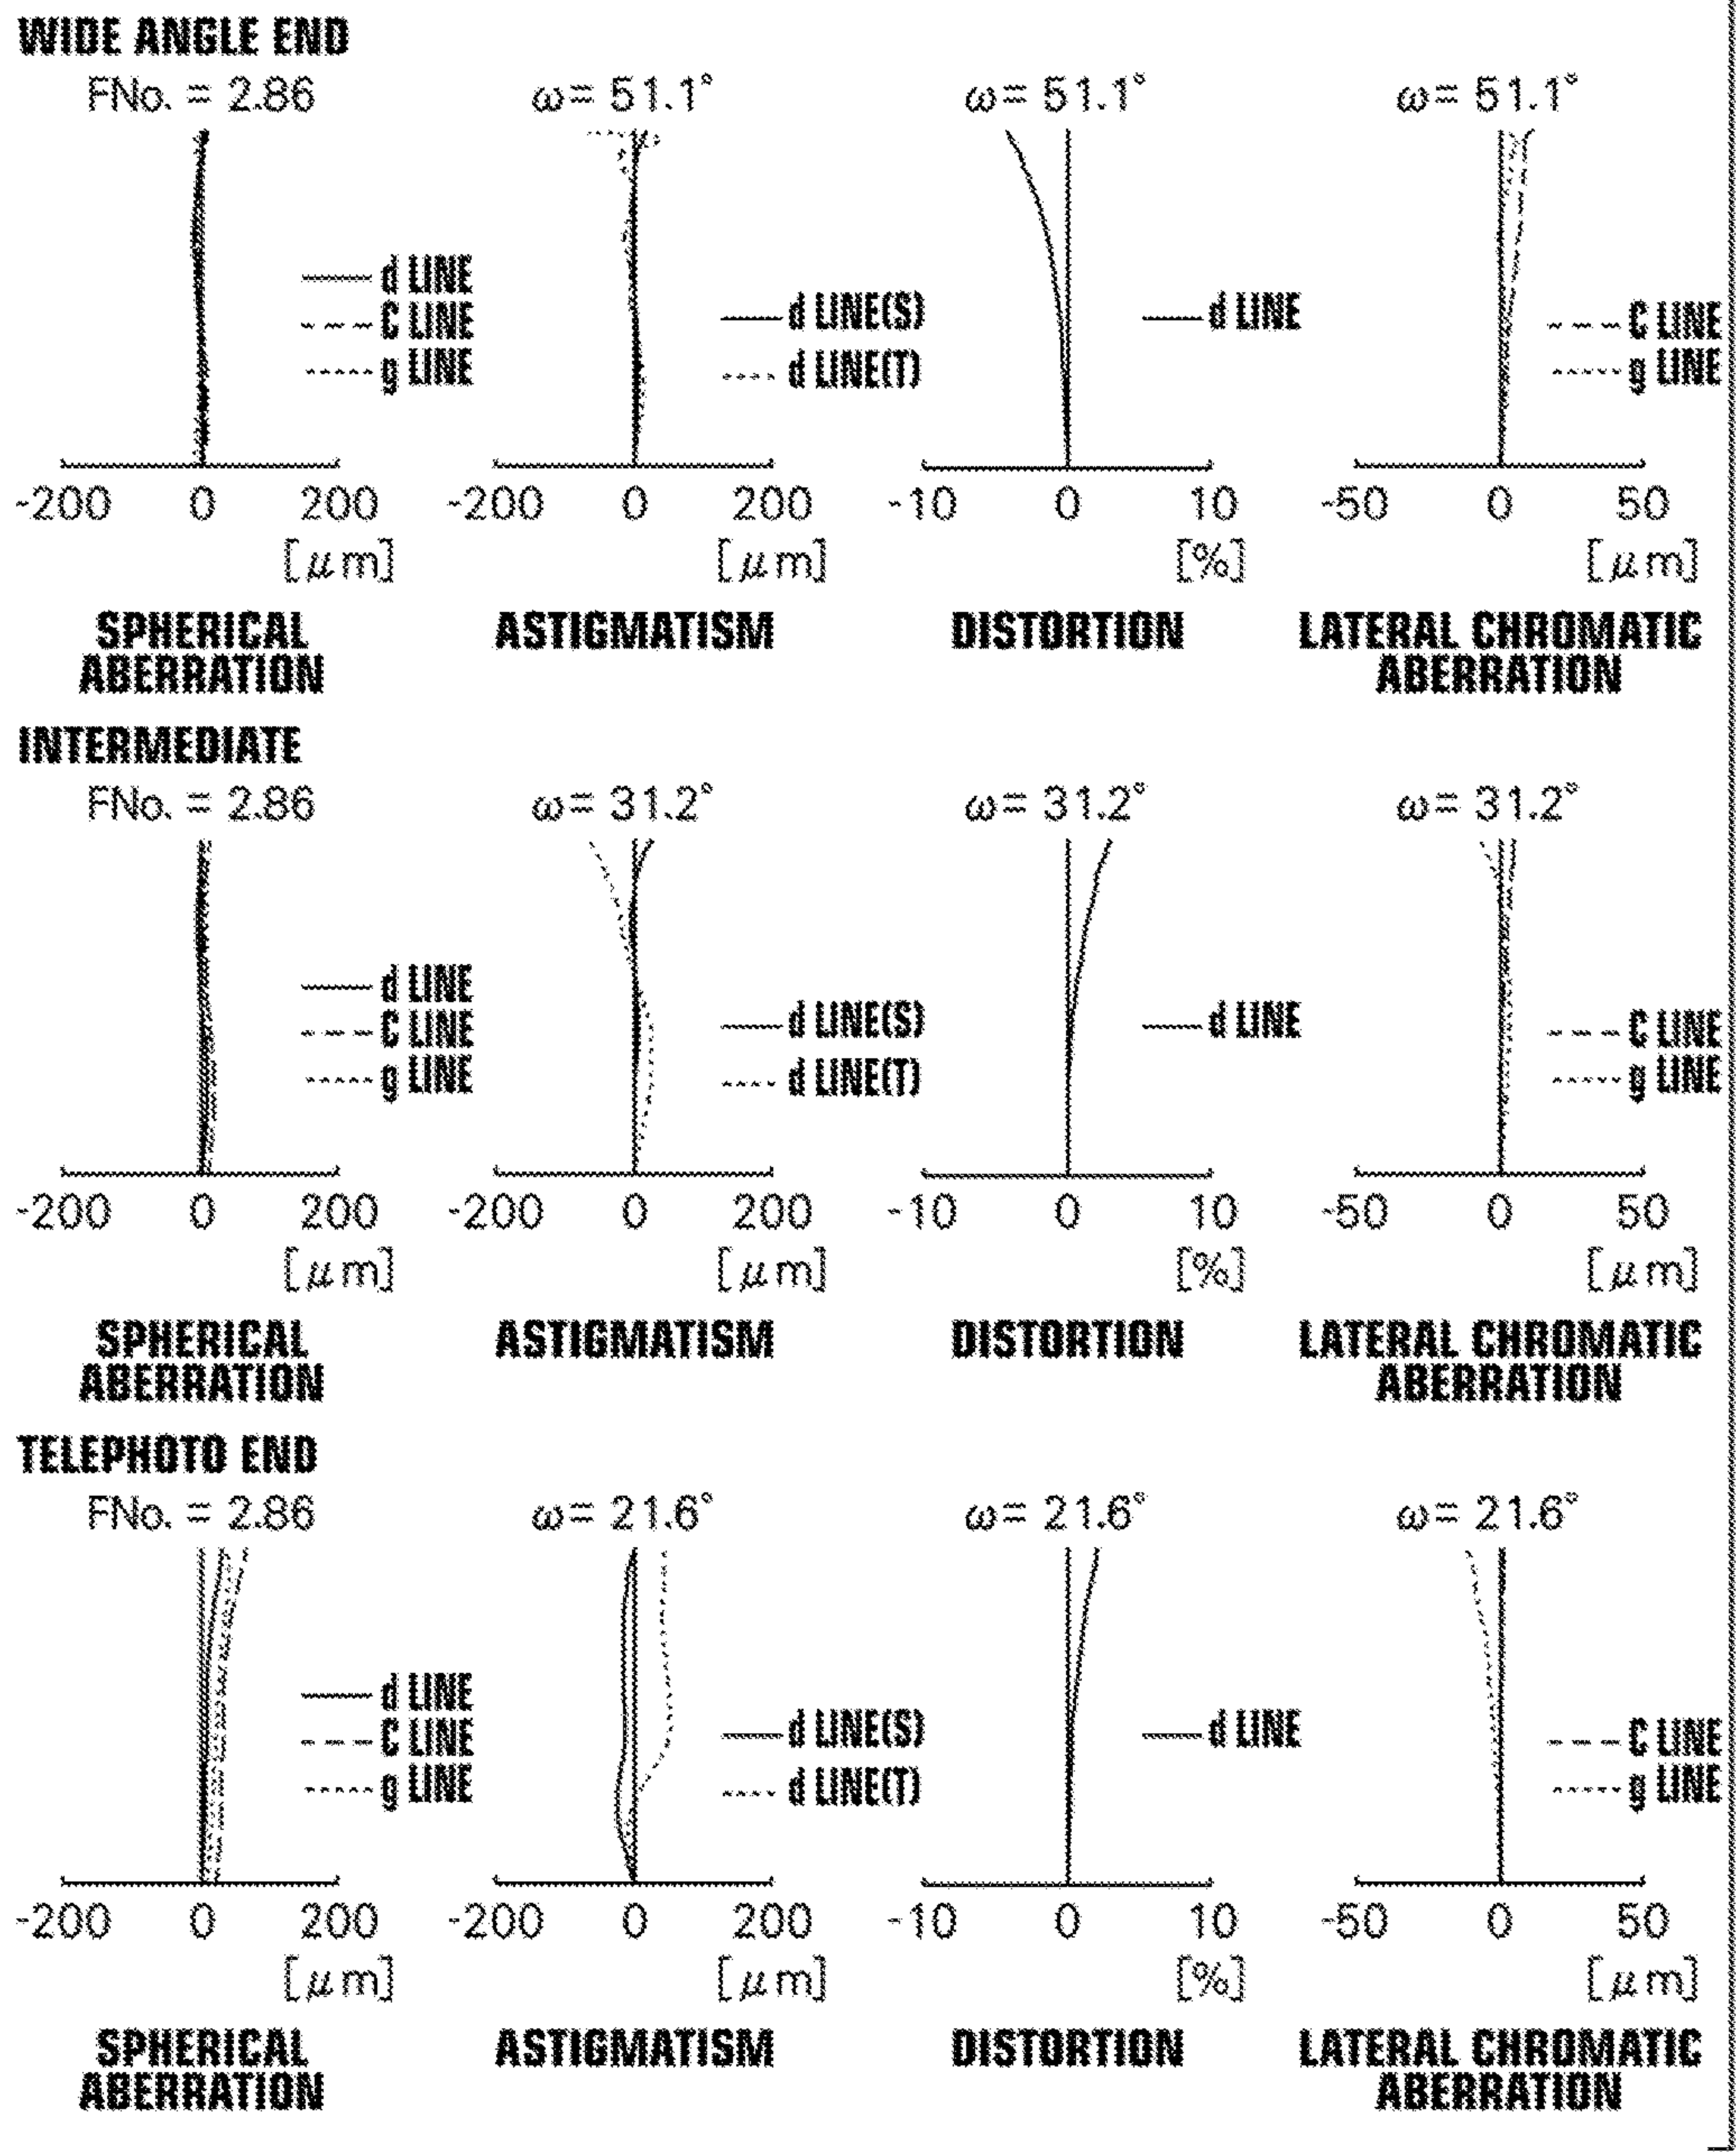 WIDE ANGLE END
FNo. = 2.86
ω= 51.1°
ω= 51.1°
ω= 51.1°
d LINE
C LINE
g LINE
d LINE(S)
d LINE(T)
d LINE
C LINE
g LINE
-200 0 200
-200 0 200
-10 0 10
-50 0 50
[μm]
[μm]
[%]
[μm]
SPHERICAL
ABERRATION
ASTIGMATISM
DISTORTION
LATERAL CHROMATIC
ABERRATION
INTERMEDIATE
FNo. = 2.86
ω= 31.2°
ω= 31.2°
ω= 31.2°
d LINE
C LINE
g LINE
d LINE(S)
d LINE(T)
d LINE
C LINE
g LINE
-200 0 200
-200 0 200
-10 0 10
-50 0 50
[μm]
[μm]
[%]
[μm]
SPHERICAL
ABERRATION
ASTIGMATISM
DISTORTION
LATERAL CHROMATIC
ABERRATION
TELEPHOTO END
FNo. = 2.86
ω= 21.6°
ω= 21.6°
ω= 21.6°
d LINE
C LINE
g LINE
d LINE(S)
d LINE(T)
d LINE
C LINE
g LINE
-200 0 200
-200 0 200
-10 0 10
-50 0 50
[μm]
[μm]
[%]
[μm]
SPHERICAL
ABERRATION
ASTIGMATISM
DISTORTION
LATERAL CHROMATIC
ABERRATION